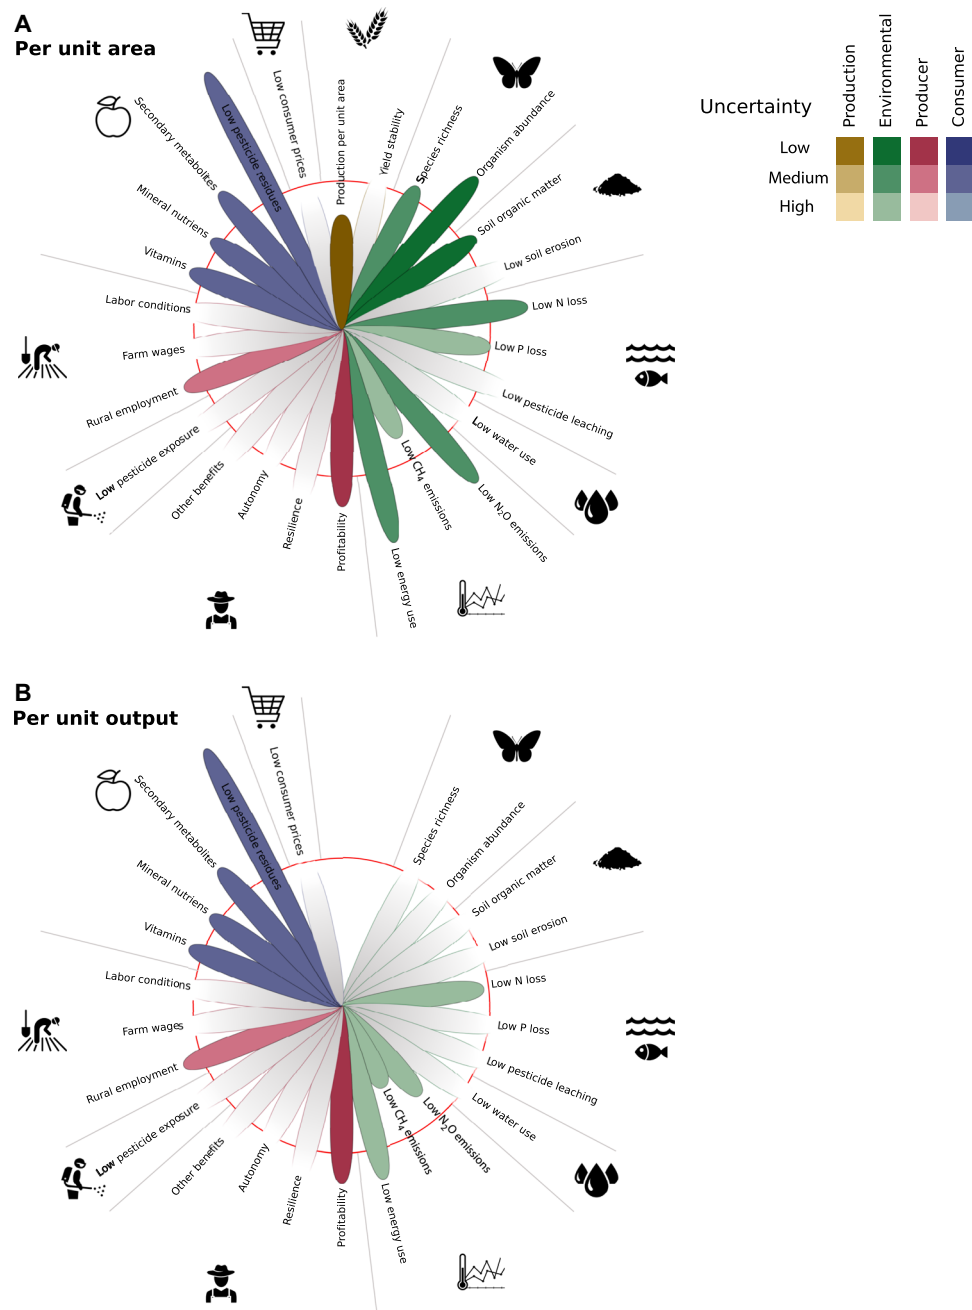 A
Per unit area
Uncertainty
Production
Environmental
Producer
Consumer
Low
Medium
High
Low consumer prices
Production per unit area
Yield stability
Species richness
Organism abundance
Soil organic matter
Low soil erosion
Low N loss
Low P loss
Low pesticide leaching
Low water use
Low N2O emissions
Low CH4 emissions
Low energy use
Profitability
Resilience
Autonomy
Other benefits
Low pesticide exposure
Rural employment
Farm wages
Labor conditions
Vitamins
Mineral nutriens
Secondary metabolites
Low pesticide residues
B
Per unit output
Low consumer prices
Species richness
Organism abundance
Soil organic matter
Low soil erosion
Low N loss
Low P loss
Low pesticide leaching
Low water use
Low N2O emissions
Low CH4 emissions
Low energy use
Profitability
Resilience
Autonomy
Other benefits
Low pesticide exposure
Rural employment
Farm wages
Labor conditions
Vitamins
Mineral nutriens
Secondary metabolites
Low pesticide residues